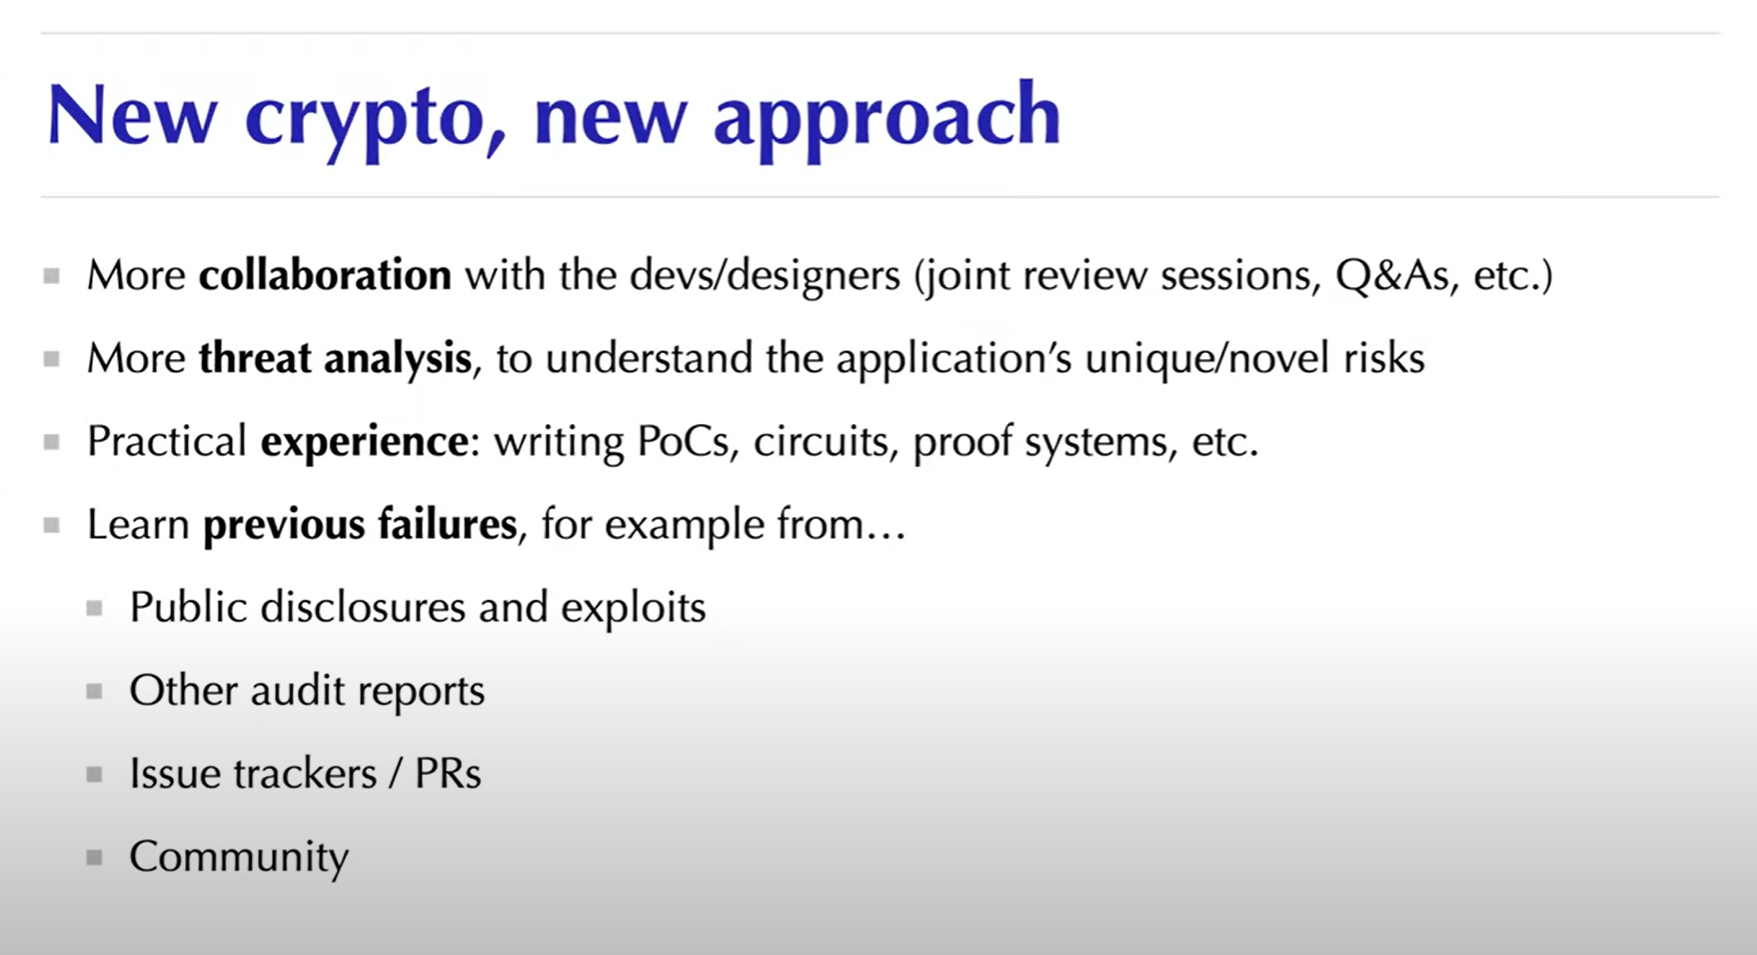 New crypto, new approach
More collaboration with the devs/designers (joint review sessions, Q&As, etc.)
More threat analysis, to understand the application’s unique/novel risks
Practical experience: writing PoCs, circuits, proof systems, etc.
Learn previous failures, for example from…
Public disclosures and exploits
Other audit reports
Issue trackers / PRs
Community